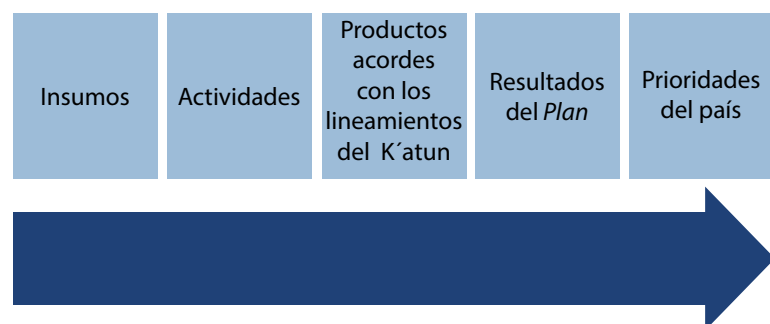 Insumos
Actividades
Productos
acordes
con los
lineamientos
del K´atun
Resultados
del Plan
Prioridades
del país